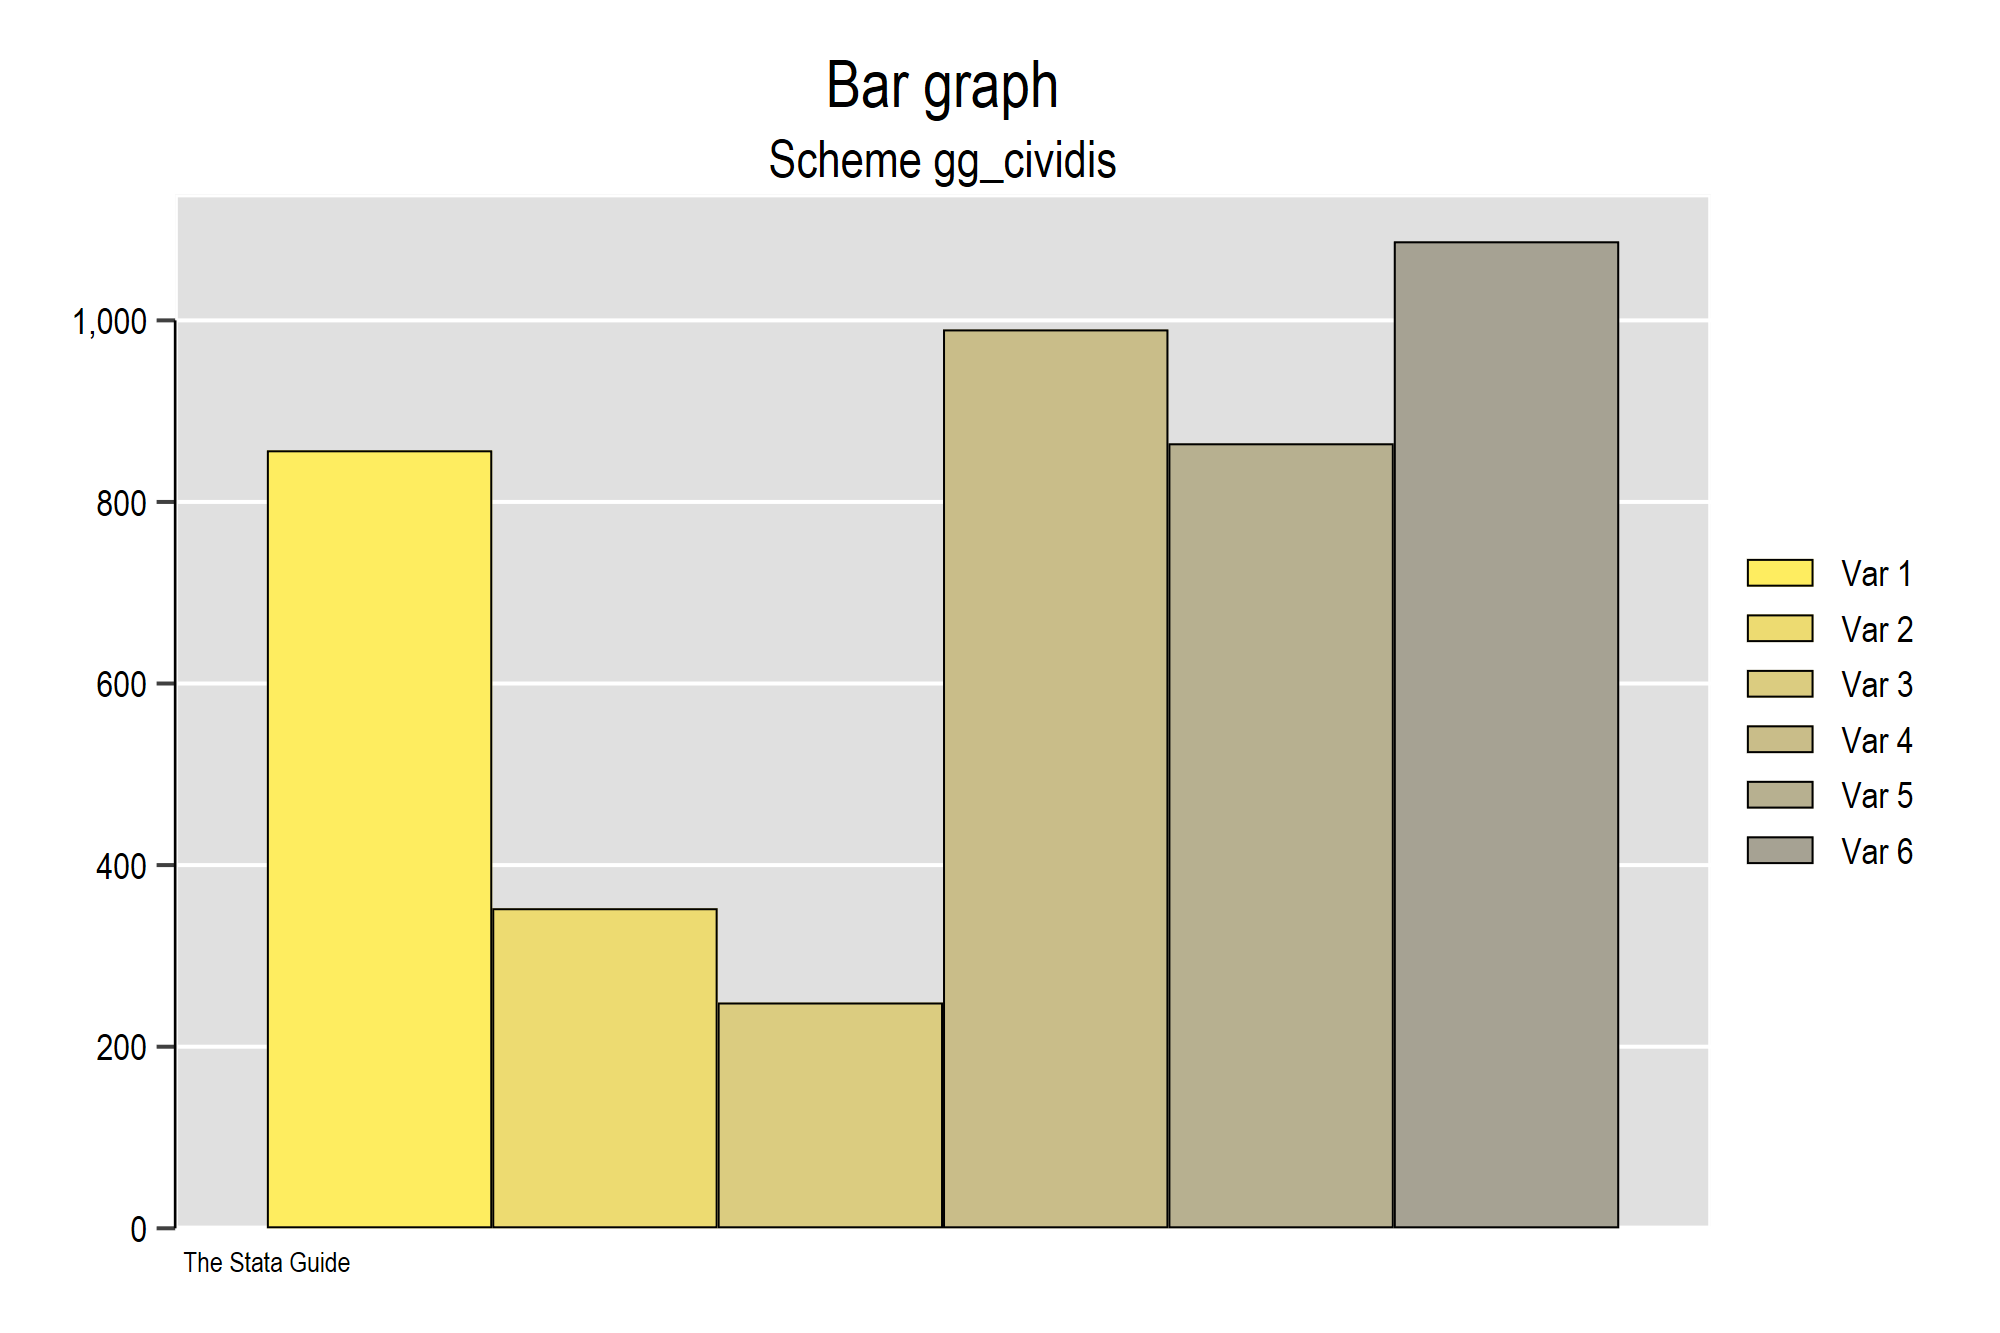 Bar graph
Scheme gg_cividis
1,000
800
600
400
200
0
Var 1
Var 2
Var 3
Var 4
Var 5
Var 6
The Stata Guide